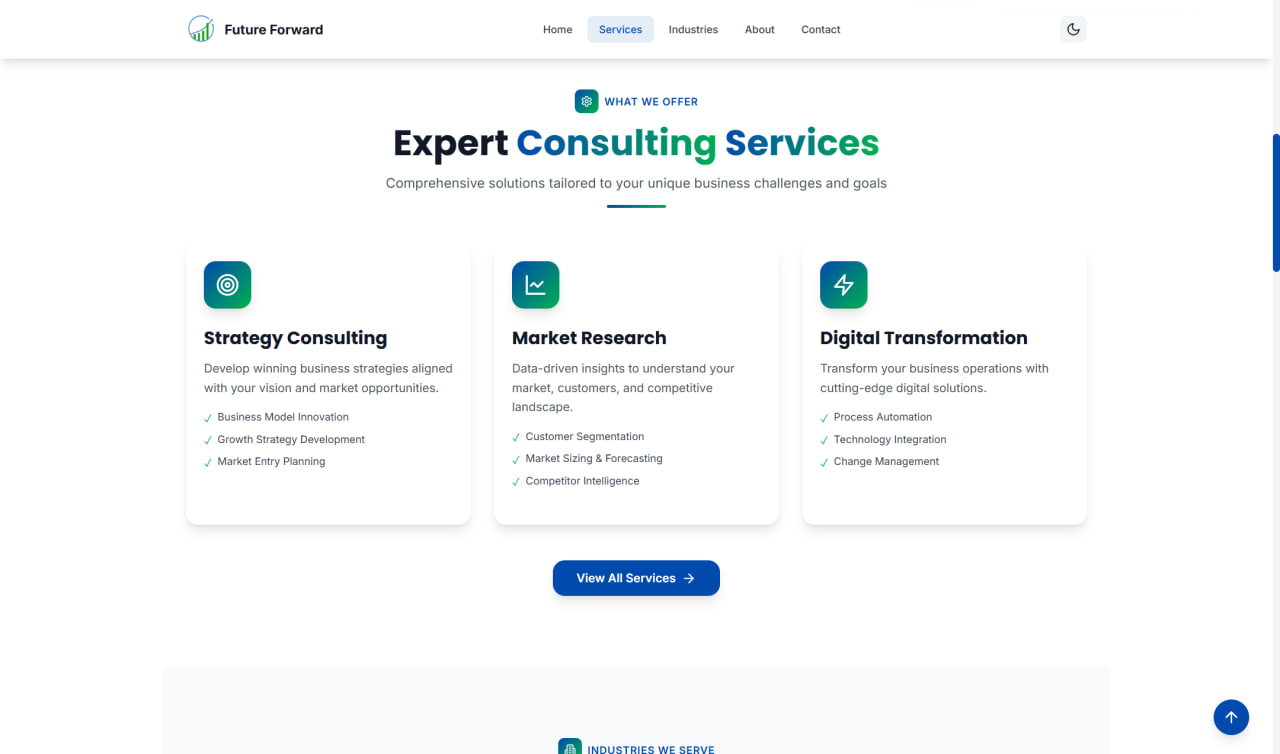 Future Forward
Home
Services
Industries
About
Contact
WHAT WE OFFER
Expert Consulting Services
Comprehensive solutions tailored to your unique business challenges and goals
Strategy Consulting
Develop winning business strategies aligned
with your vision and market opportunities.
Business Model Innovation
Growth Strategy Development
Market Entry Planning
Market Research
Data-driven insights to understand your
market, customers, and competitive
landscape.
Customer Segmentation
Market Sizing & Forecasting
Competitor Intelligence
Digital Transformation
Transform your business operations with
cutting-edge digital solutions.
Process Automation
Technology Integration
Change Management
View All Services
INDUSTRIES WE SERVE